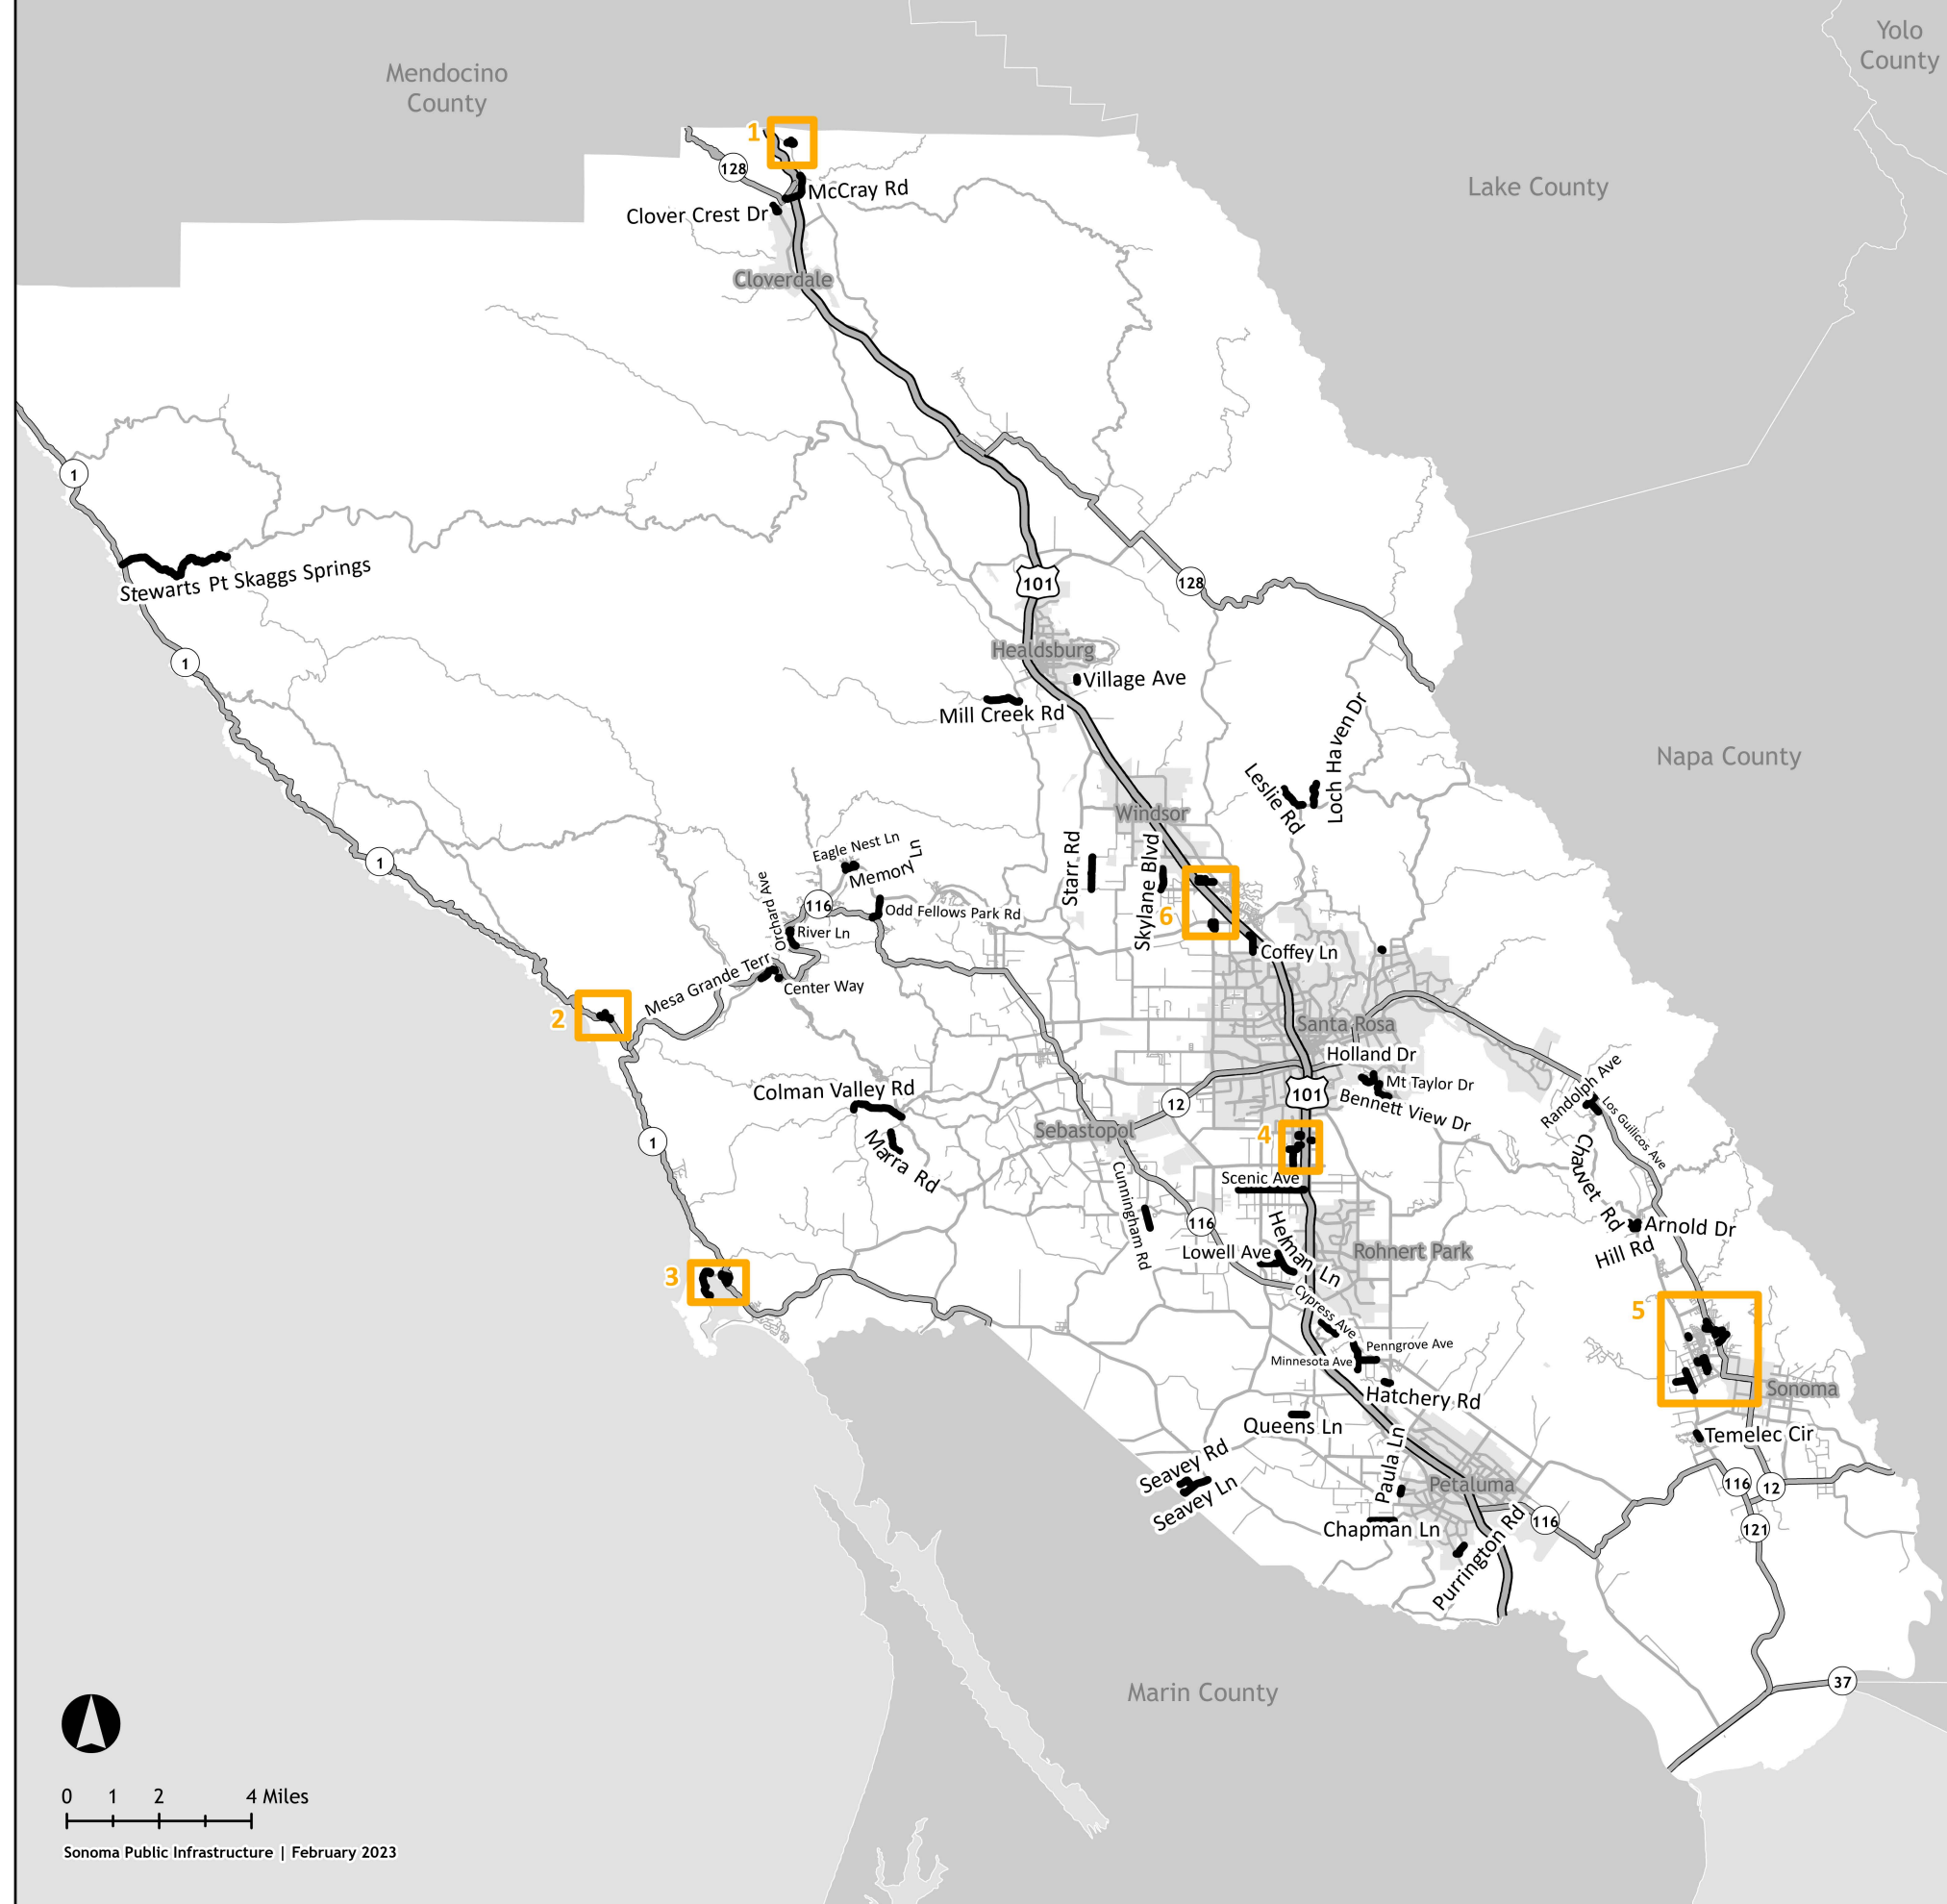 Mendocino
County
Yolo
County
Lake County
1
128
McCray Rd
Clover Crest Dr
Cloverdale
1
Stewarts Pt Skaggs Springs
101
128
1
Healdsburg
Village Ave
Mill Creek Rd
Napa County
Loch Haven Dr
Leslie Rd
Windsor
Starr Rd
Skylane Blvd
1
Eagle Nest Ln
Memory Ln
116
Odd Fellows Park Rd
Orchard Ave
River Ln
6
Coffey Ln
Mesa Grande Terr
Center Way
2
Santa Rosa
Holland Dr
Mt Taylor Dr
Bennett View Dr
101
12
Colman Valley Rd
Marra Rd
Sebastopol
4
Randolph Ave
Los Guilicos Ave
Chauvet Rd
1
Scenic Ave
Cunningham Rd
116
Arnold Dr
Hill Rd
Helman Ln
Lowell Ave
Rohnert Park
3
Cypress Ave
5
Penngrove Ave
Minnesota Ave
Hatchery Rd
Sonoma
Queens Ln
Temelec Cir
Paula Ln
Seavey Rd
Seavey Ln
Petaluma
116
12
Chapman Ln
116
121
Purrington Rd
Marin County
37
0 1 2 4 Miles
Sonoma Public Infrastructure | February 2023